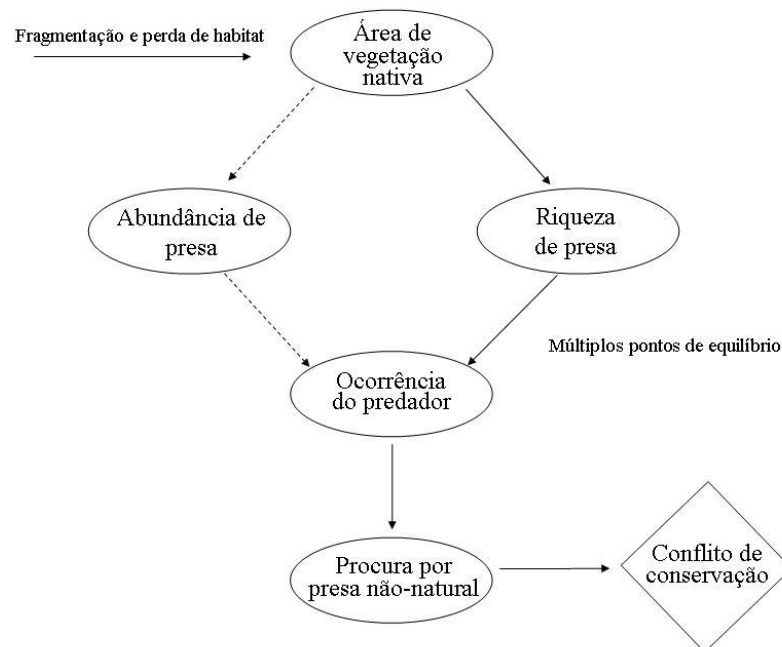 Fragmentação e perda de habitat
Área de
vegetação
nativa
Abundância de
presa
Riqueza
de presa
Múltiplos pontos de equilíbrio
Ocorrência
do predador
Procura por
presa não-natural
Conflito de
conservação